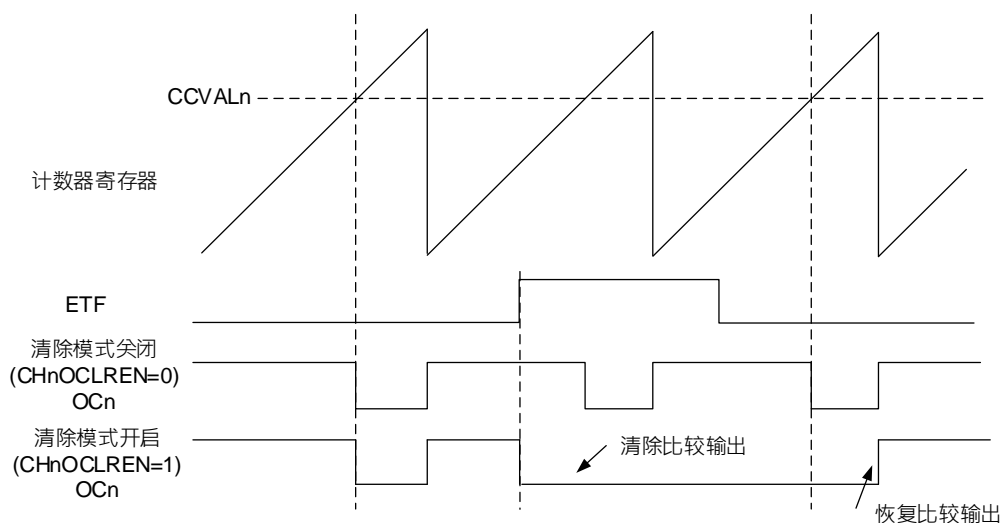 CCVALn
计数器寄存器
ETF
清除模式关闭
(CHnOCLREN=0)
OCn
清除模式开启
(CHnOCLREN=1)
OCn
清除比较输出
恢复比较输出